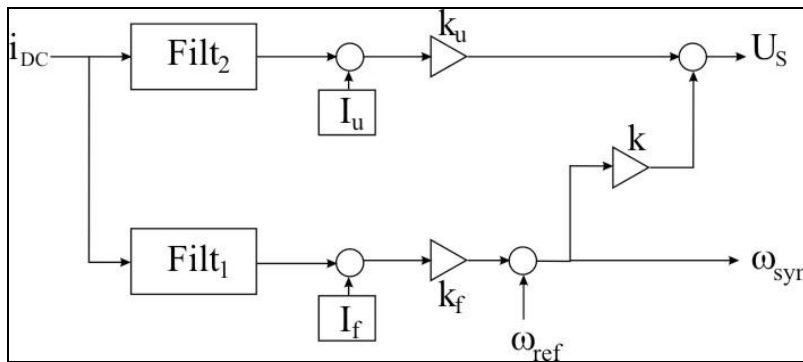 i_DC
Filt_2
I_u
k_u
U_S
k
Filt_1
I_f
k_f
ω_ref
ω_syn